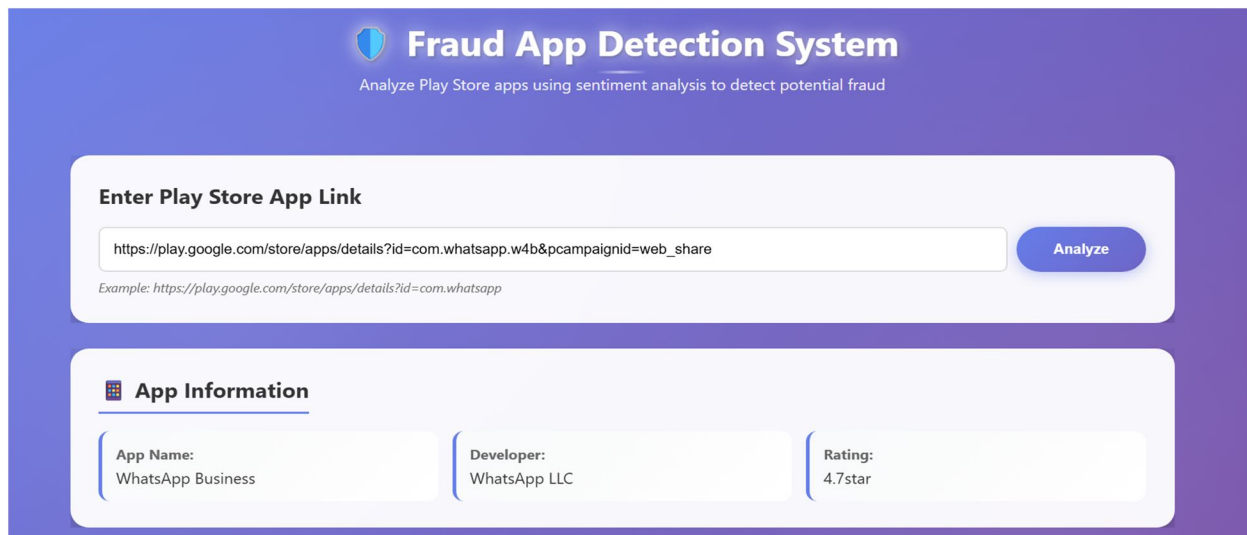 Fraud App Detection System
Analyze Play Store apps using sentiment analysis to detect potential fraud
Enter Play Store App Link
https://play.google.com/store/apps/details?id=com.whatsapp.w4b&pcampaignid=web_share
Analyze
Example: https://play.google.com/store/apps/details?id=com.whatsapp
App Information
App Name:
WhatsApp Business
Developer:
WhatsApp LLC
Rating:
4.7star